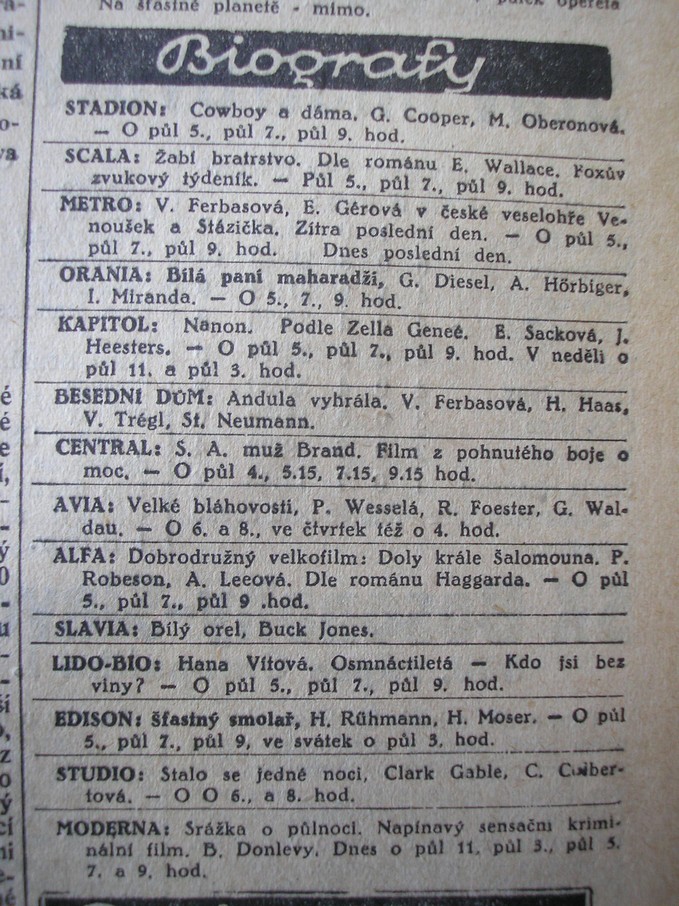 Na šťastné planetě - mimo.
opereta
Biografy
STADION: Cowboy a dáma. G. Cooper, M. Oberonová.
— O půl 5., půl 7., půl 9. hod.
SCALA: Žabí bratrstvo. Dle románu E. Wallace. Foxův
zvukový týdeník. — Půl 5., půl 7., půl 9. hod.
METRO: V. Ferbasová, E. Gérová v české veselohře Ve-
noušek a Stázička. Zítra poslední den. — O půl 5.,
půl 7., půl 9. hod. Dnes poslední den.
ORANIA: Bílá paní maharadži, G. Diesel, A. Hörbiger,
I. Miranda. — O 5., 7., 9. hod.
KAPITOL: Nanon. Podle Zella Geneé. E. Sacková, J.
Heesters. — O půl 5., půl 7., půl 9. hod. V neděli o
půl 11. a půl 3. hod.
BESEDNÍ DŮM: Andula vyhrála. V. Ferbasová, H. Haas,
V. Trégl, St. Neumann.
CENTRAL: S. A. muž Brand. Film z pohnutého boje o
moc. — O půl 4., 5.15, 7.15, 9.15 hod.
AVIA: Velké bláhovosti, P. Wesselá, R. Foester, G. Wal-
dau. — O 6. a 8., ve čtvrtek též o 4. hod.
ALFA: Dobrodružný velkofilm: Doly krále Šalomouna. P.
Robeson, A. Leeová. Dle románu Haggarda. — O půl
5., půl 7., půl 9 .hod.
SLAVIA: Bílý orel, Buck Jones.
LIDO-BIO: Hana Vítová. Osmnáctiletá — Kdo jsi bez
viny? — O půl 5., půl 7., půl 9. hod.
EDISON: šťastný smolař, H. Rühmann, H. Moser. — O půl
5., půl 7., půl 9, ve svátek o půl 3. hod.
STUDIO: Stalo se jedné noci, Clark Gable, C. Colber-
tová. — O O 6., a 8. hod.
MODERNA: Srážka o půlnoci. Napínavý sensační krimi-
nální film. B. Donlevy. Dnes o půl 11. půl 3., půl 5.
7. a 9. hod.